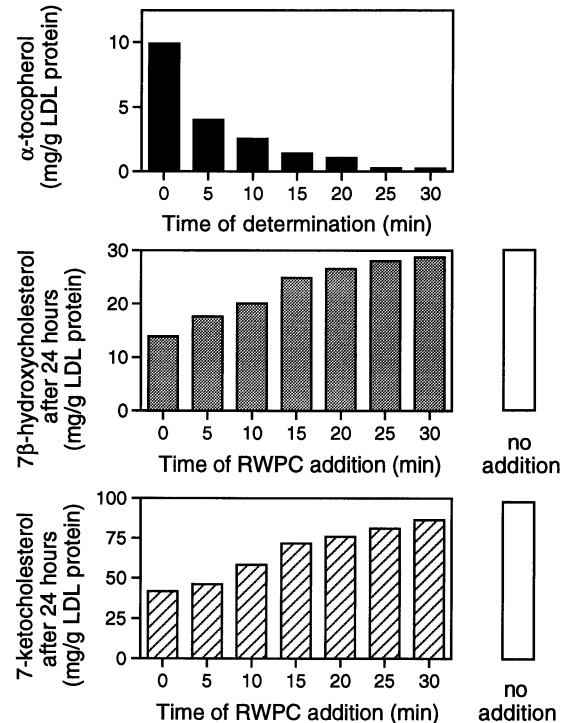 α-tocopherol
(mg/g LDL protein)
10
5
0
0 5 10 15 20 25 30
Time of determination (min)
7β-hydroxycholesterol
after 24 hours
(mg/g LDL protein)
30
20
10
0
0 5 10 15 20 25 30
Time of RWPC addition (min)
no
addition
7-ketocholesterol
after 24 hours
(mg/g LDL protein)
100
75
50
25
0
0 5 10 15 20 25 30
Time of RWPC addition (min)
no
addition